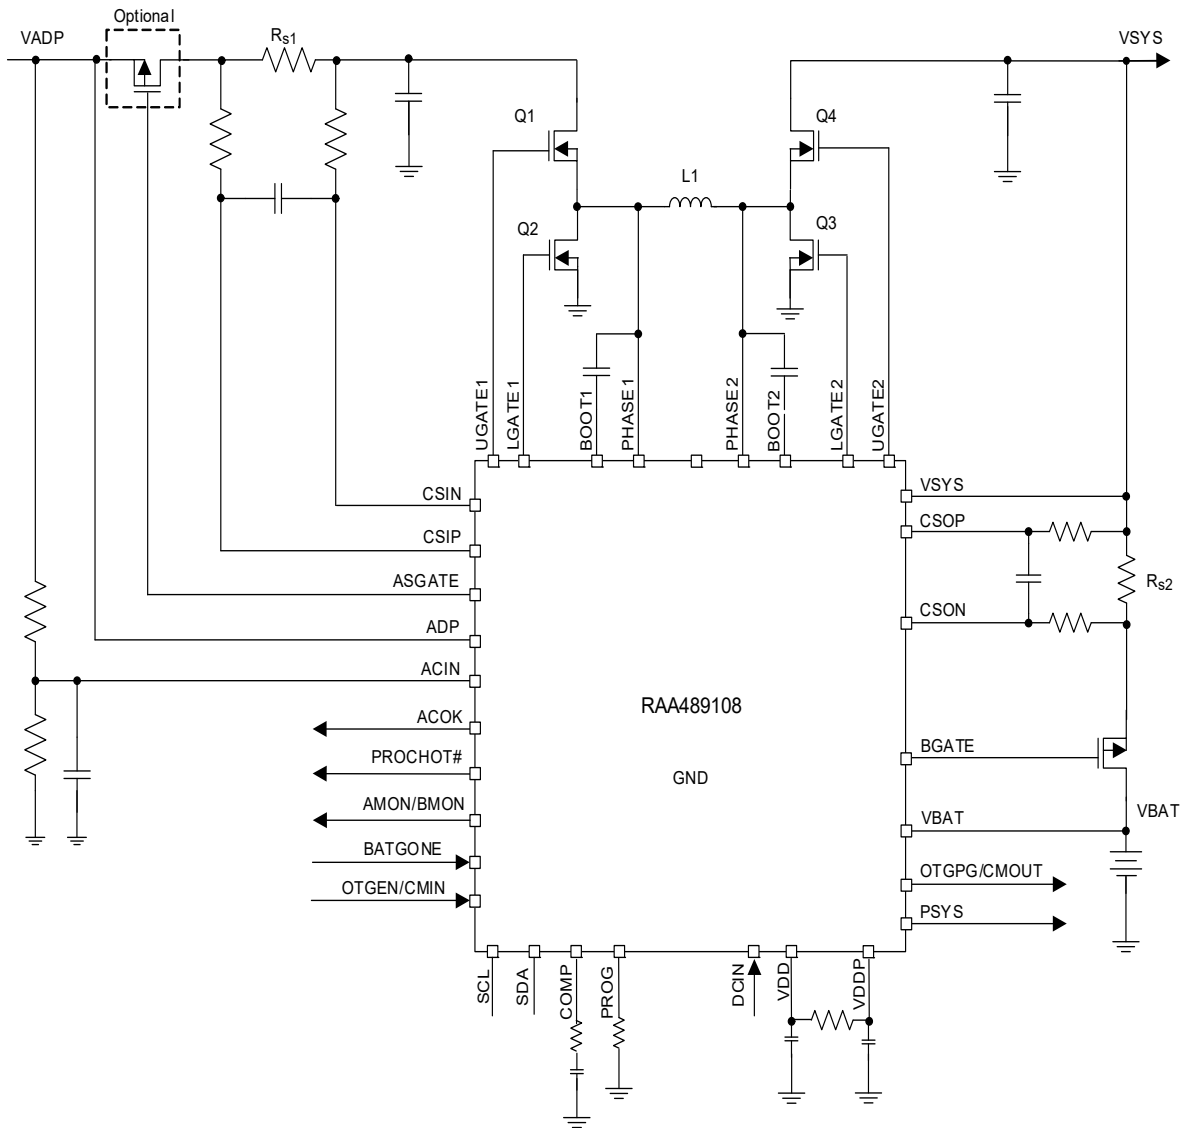 Optional
VADP
Rs1
VSYS
Q1
Q4
L1
Q2
Q3
UGATE1
LGATE1
BOOT1
PHASE1
PHASE2
BOOT2
LGATE2
UGATE2
CSIN
CSIP
ASGATE
ADP
ACIN
ACOK
PROCHOT#
AMON/BMON
BATGONE
OTGEN/CMIN
RAA489108
GND
VSYS
CSOP
Rs2
CSON
BGATE
VBAT
VBAT
OTGPG/CMOUT
PSYS
SCL
SDA
COMP
PROG
DCIN
VDD
VDDP